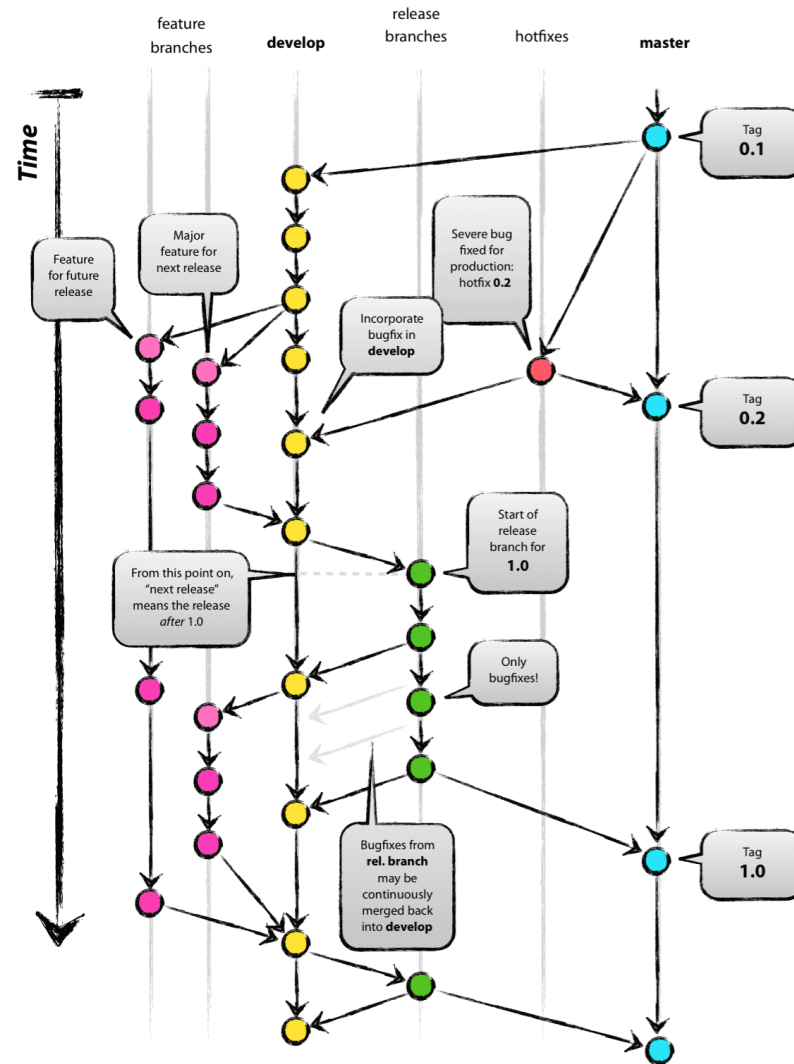 feature
branches
develop
release
branches
hotfixes
master
Time
Tag
0.1
Major
feature for
next release
Feature
for future
release
Severe bug
fixed for
production:
hotfix 0.2
Incorporate
bugfix in
develop
Tag
0.2
Start of
release
branch for
1.0
From this point on,
“next release”
means the release
after 1.0
Only
bugfixes!
Bugfixes from
rel. branch
may be
continuously
merged back
into develop
Tag
1.0